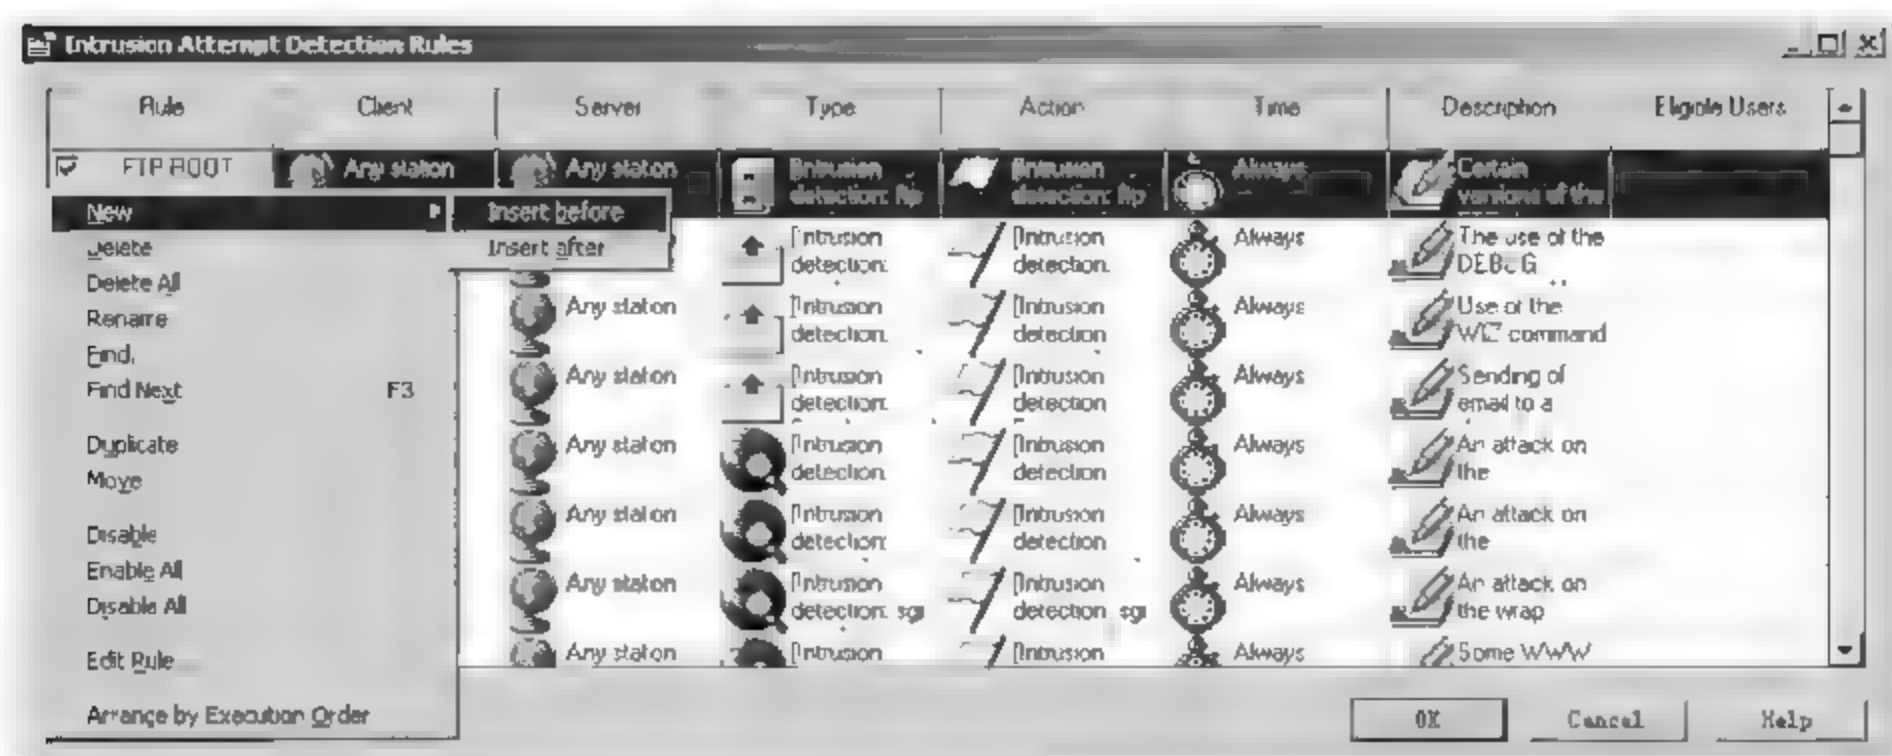 Intrusion Attempt Detection Rules
Rule Client Server Type Action Time Description Eligible Users
FTP ROOT Any station Any station [Intrusion [Intrusion Always Certain
detection: ftp detection: ftp versions of the
New Insert before
Delete Insert after [Intrusion [Intrusion Always The use of the
detection: detection: DEBUG
Delete All
Rename Any station [Intrusion [Intrusion Always Use of the
detection: detection: WIZ command
Find.
Find Next F3 Any station [Intrusion [Intrusion Always Sending of
detection: detection email to a
Duplicate Any station [Intrusion [Intrusion Always An attack on
Move detection: detection the
Disable Any station [Intrusion [Intrusion Always An attack on
detection: detection the
Enable All Any station [Intrusion [Intrusion Always An attack on
Disable All detection: sgi detection: sgi the wrap
Edit Rule... Any station [Intrusion [Intrusion Always Some WWW
Arrange by Execution Order
OK Cancel Help